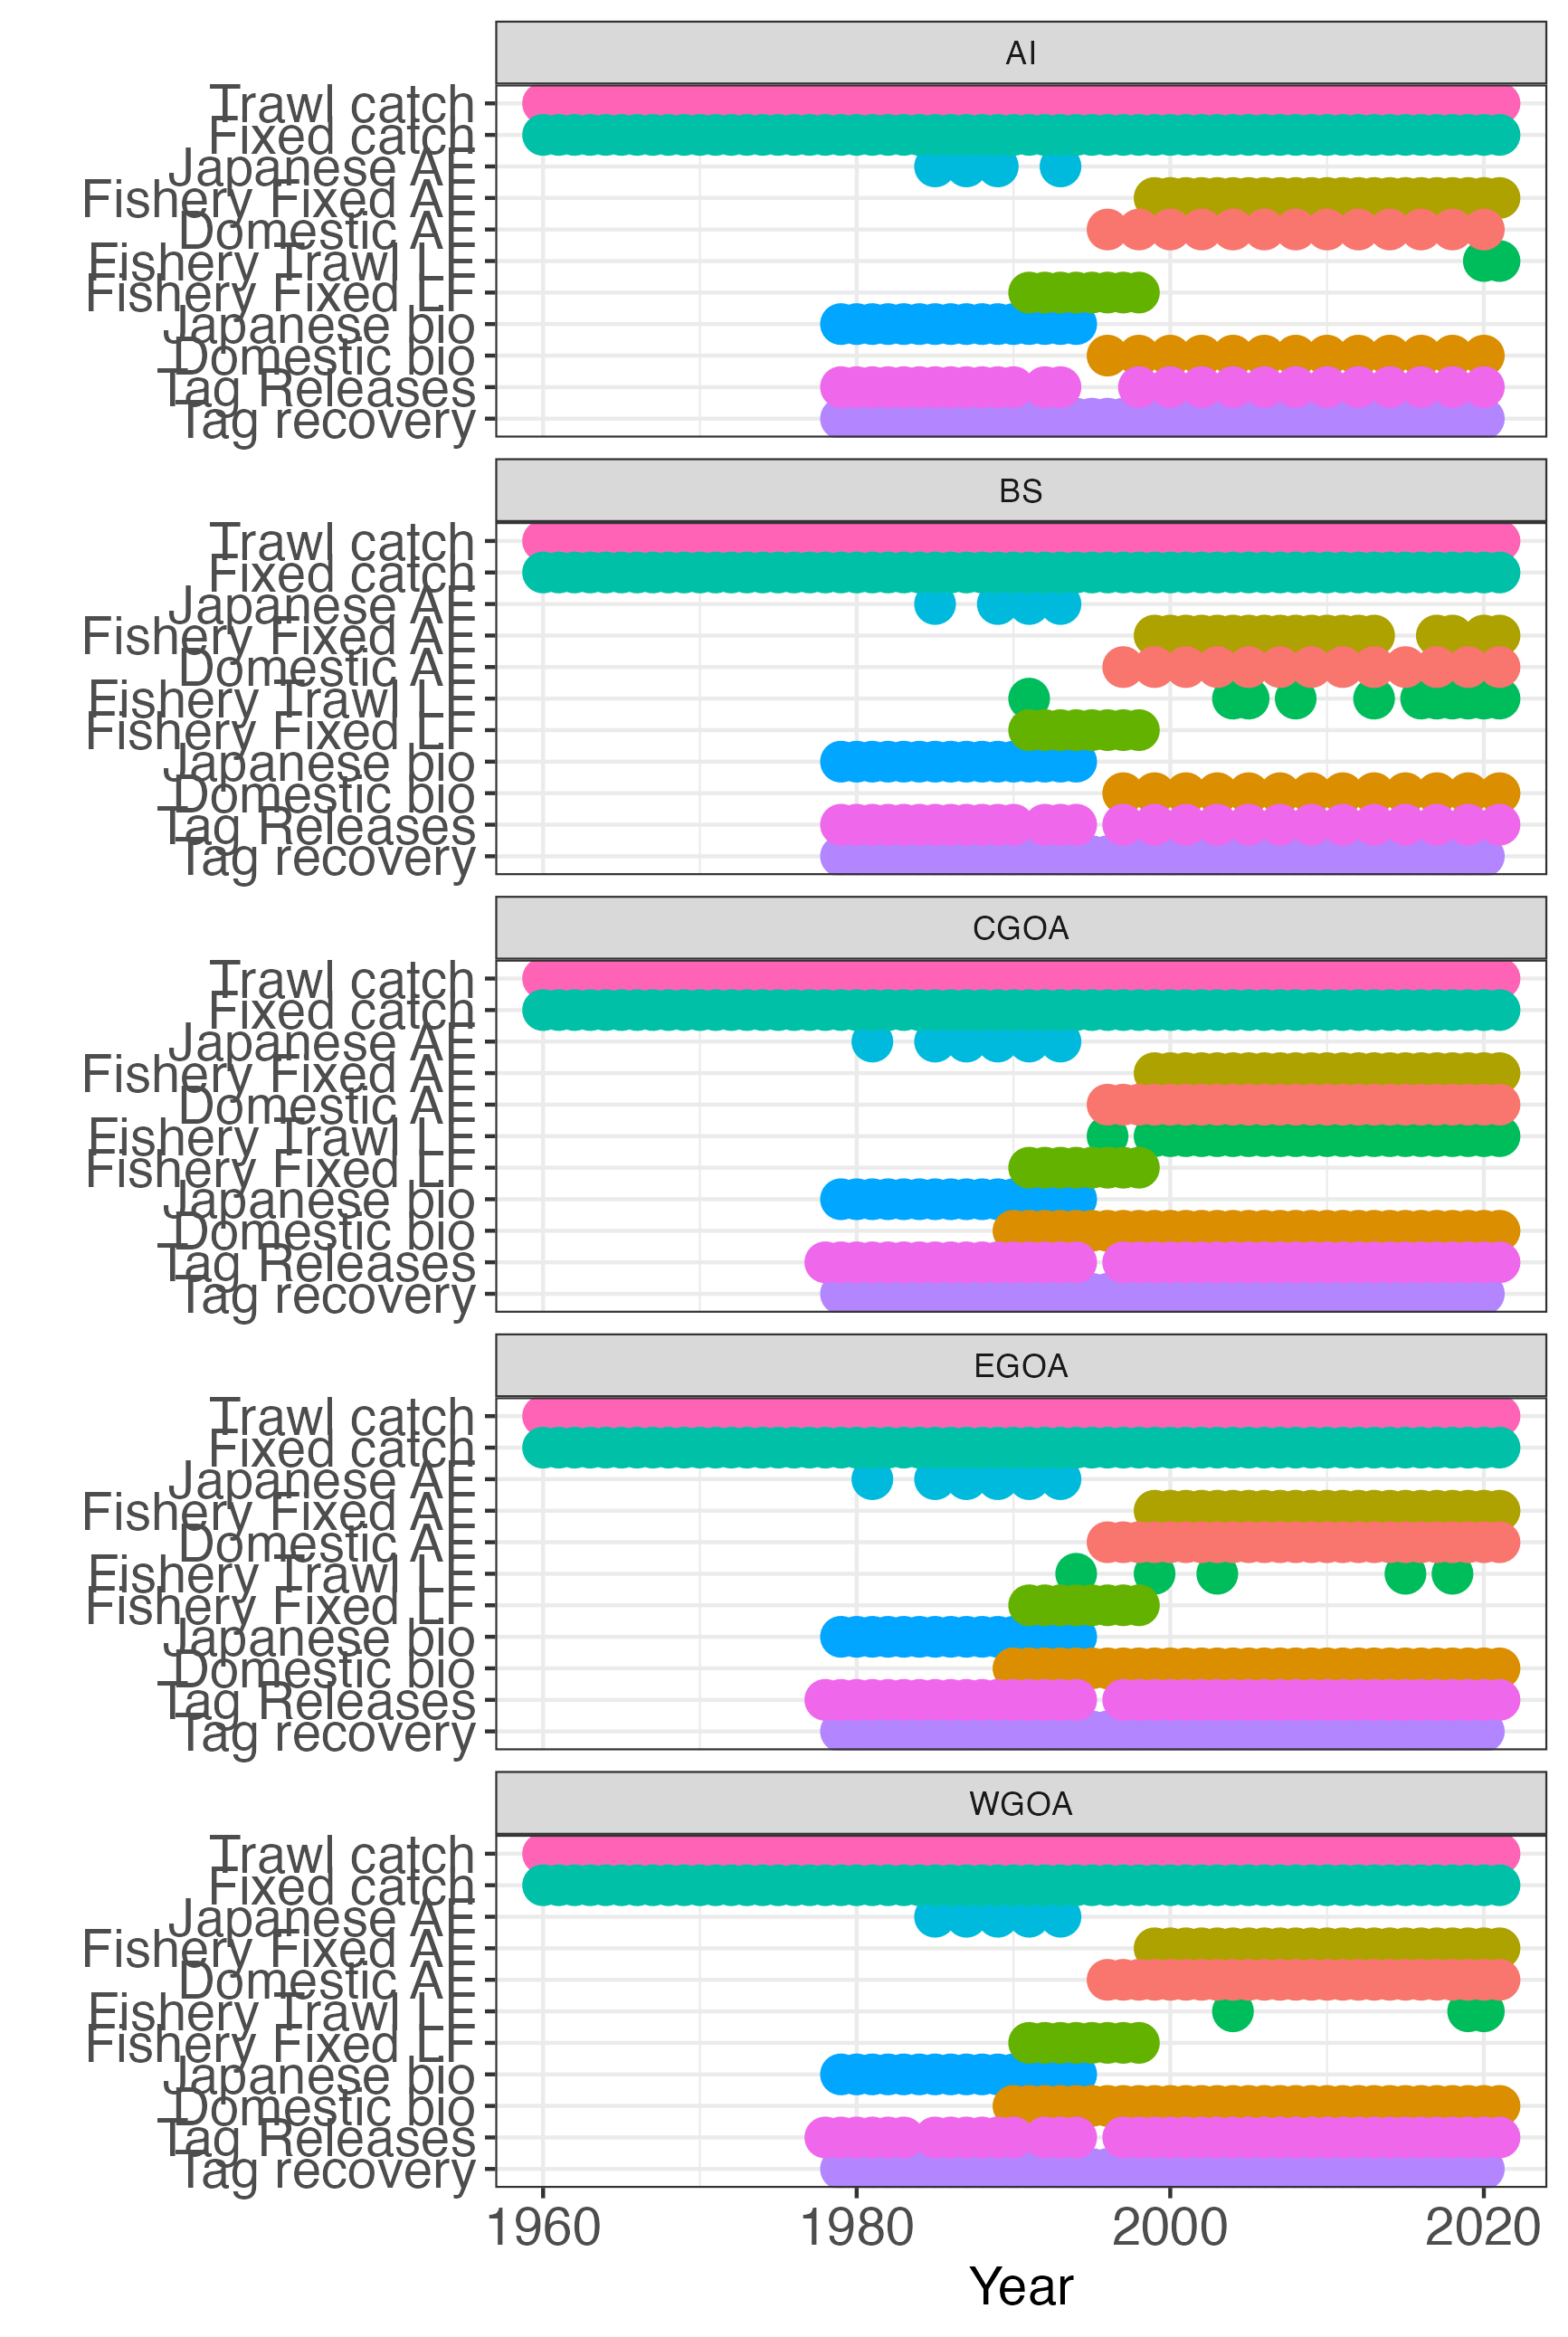 AI
Trawl catch
Fixed catch
Japanese AF
Fishery Fixed AF
Domestic AF
Fishery Trawl LF
Fishery Fixed LF
Japanese bio
Domestic bio
Tag Releases
Tag recovery
BS
Trawl catch
Fixed catch
Japanese AF
Fishery Fixed AF
Domestic AF
Fishery Trawl LF
Fishery Fixed LF
Japanese bio
Domestic bio
Tag Releases
Tag recovery
CGOA
Trawl catch
Fixed catch
Japanese AF
Fishery Fixed AF
Domestic AF
Fishery Trawl LF
Fishery Fixed LF
Japanese bio
Domestic bio
Tag Releases
Tag recovery
EGOA
Trawl catch
Fixed catch
Japanese AF
Fishery Fixed AF
Domestic AF
Fishery Trawl LF
Fishery Fixed LF
Japanese bio
Domestic bio
Tag Releases
Tag recovery
WGOA
Trawl catch
Fixed catch
Japanese AF
Fishery Fixed AF
Domestic AF
Fishery Trawl LF
Fishery Fixed LF
Japanese bio
Domestic bio
Tag Releases
Tag recovery
1960 1980 2000 2020
Year